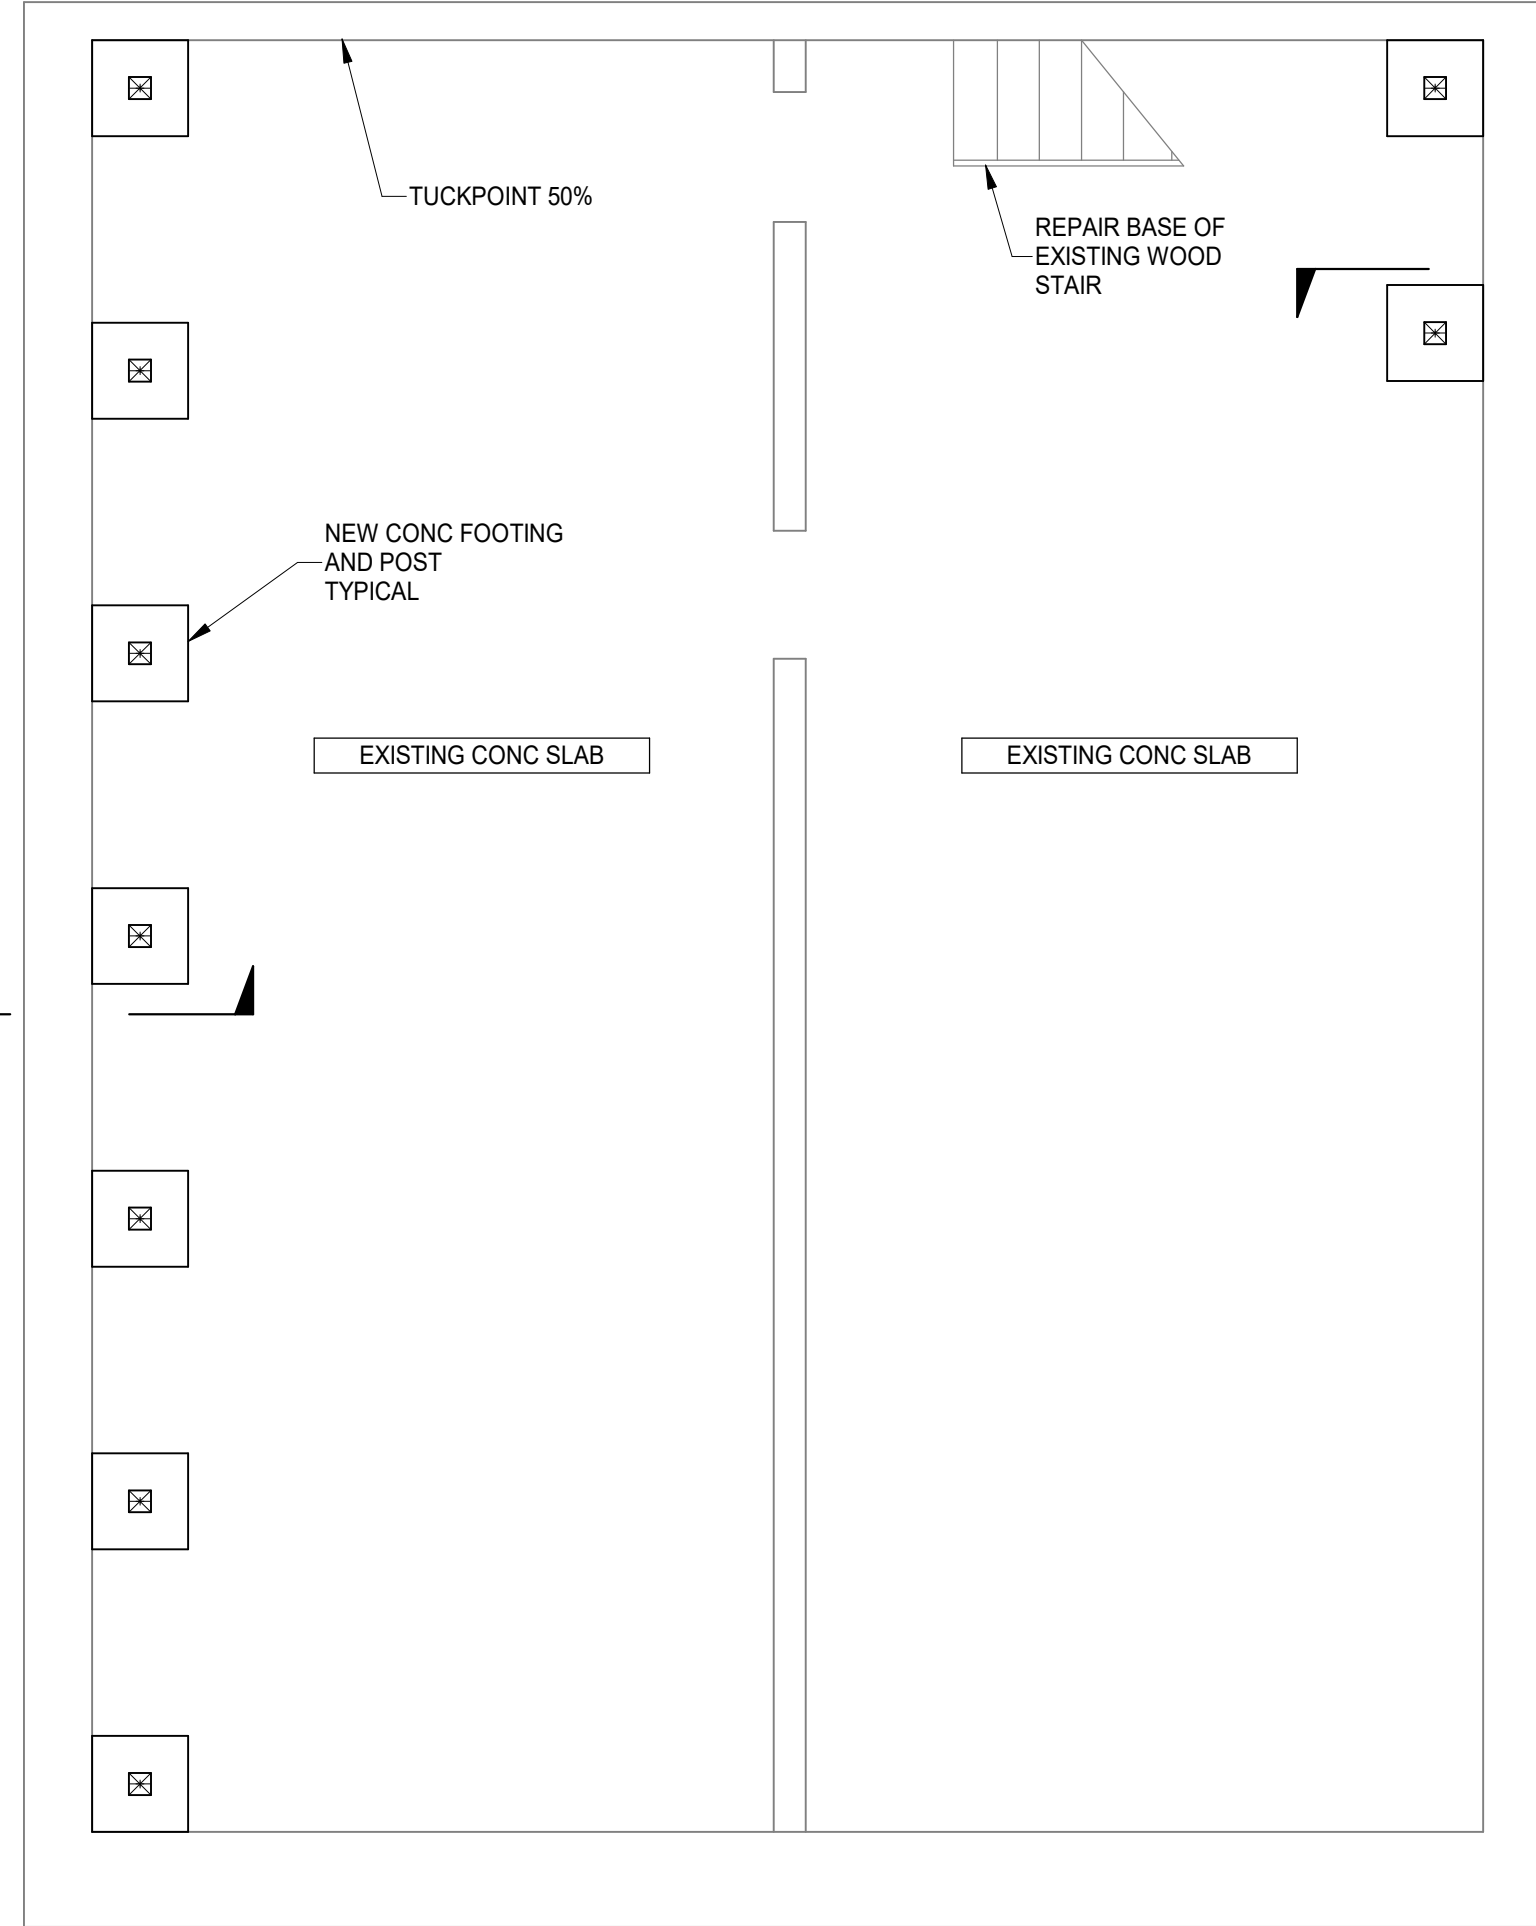 TUCKPOINT 50%
REPAIR BASE OF
EXISTING WOOD
STAIR
NEW CONC FOOTING
AND POST
TYPICAL
EXISTING CONC SLAB
EXISTING CONC SLAB